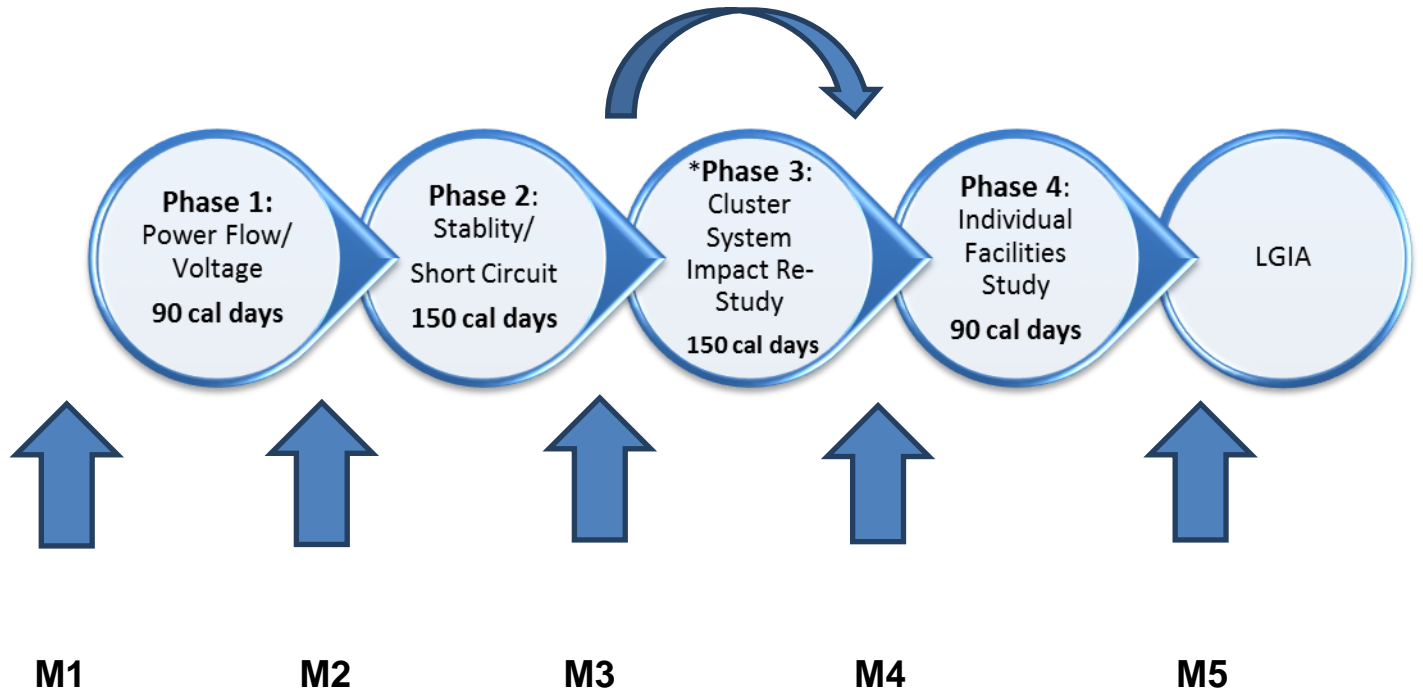 Phase 1:
Power Flow/
Voltage
90 cal days
Phase 2:
Stablity/
Short Circuit
150 cal days
*Phase 3:
Cluster
System
Impact Re-
Study
150 cal days
Phase 4:
Individual
Facilities
Study
90 cal days
LGIA
M1
M2
M3
M4
M5